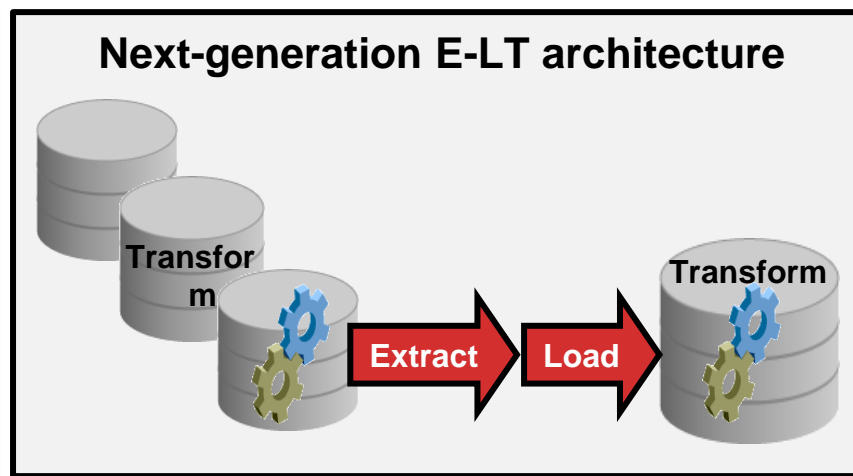 Next-generation E-LT architecture
Transfor
m
Extract
Load
Transform